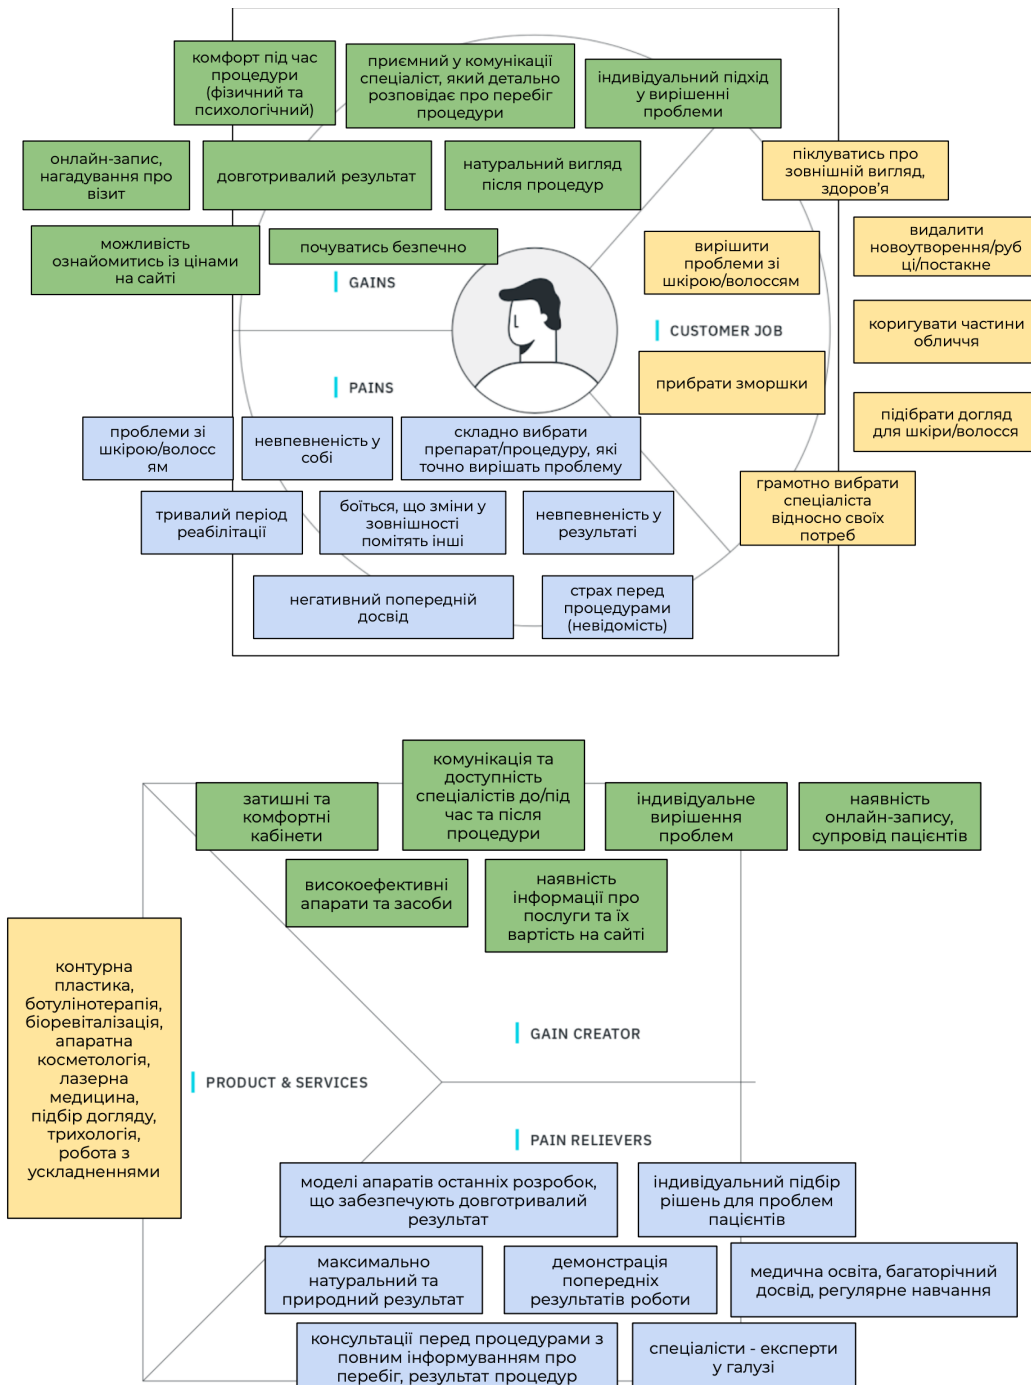 комфорт під час
процедури
(фізичний та
психологічний)
приємний у комунікації
спеціаліст, який детально
розповідає про перебіг
процедури
індивідуальний підхід
у вирішенні
проблеми
онлайн-запис,
нагадування про
візит
довготривалий результат
натуральний вигляд
після процедур
піклуватись про
зовнішній вигляд,
здоров’я
можливість
ознайомитись із цінами
на сайті
почуватись безпечно
GAINS
вирішити
проблеми зі
шкірою/волоссям
видалити
новоутворення/руб
ці/постакне
CUSTOMER JOB
коригувати частини
обличчя
прибрати зморшки
PAINS
підібрати догляд
для шкіри/волосся
проблеми зі
шкірою/волосс
ям
невпевненість у
собі
складно вибрати
препарат/процедуру, які
точно вирішать проблему
грамотно вибрати
спеціаліста
відносно своїх
потреб
тривалий період
реабілітації
боїться, що зміни у
зовнішності
помітять інші
невпевненість у
результаті
негативний попередній
досвід
страх перед
процедурами
(невідомість)
затишні та
комфортні
кабінети
комунікація та
доступність
спеціалістів до/під
час та після
процедури
індивідуальне
вирішення
проблем
наявність
онлайн-запису,
супровід пацієнтів
високоефективні
апарати та засоби
наявність
інформації про
послуги та їх
вартість на сайті
контурна
пластика,
ботулінотерапія,
біоревіталізація,
апаратна
косметологія,
лазерна
медицина,
підбір догляду,
трихологія,
робота з
ускладненнями
GAIN CREATOR
PRODUCT & SERVICES
PAIN RELIEVERS
моделі апаратів останніх розробок,
що забезпечують довготривалий
результат
індивідуальний підбір
рішень для проблем
пацієнтів
максимально
натуральний та
природний результат
демонстрація
попередніх
результатів роботи
медична освіта, багаторічний
досвід, регулярне навчання
консультації перед процедурами з
повним інформуванням про
перебіг, результат процедур
спеціалісти - експерти
у галузі